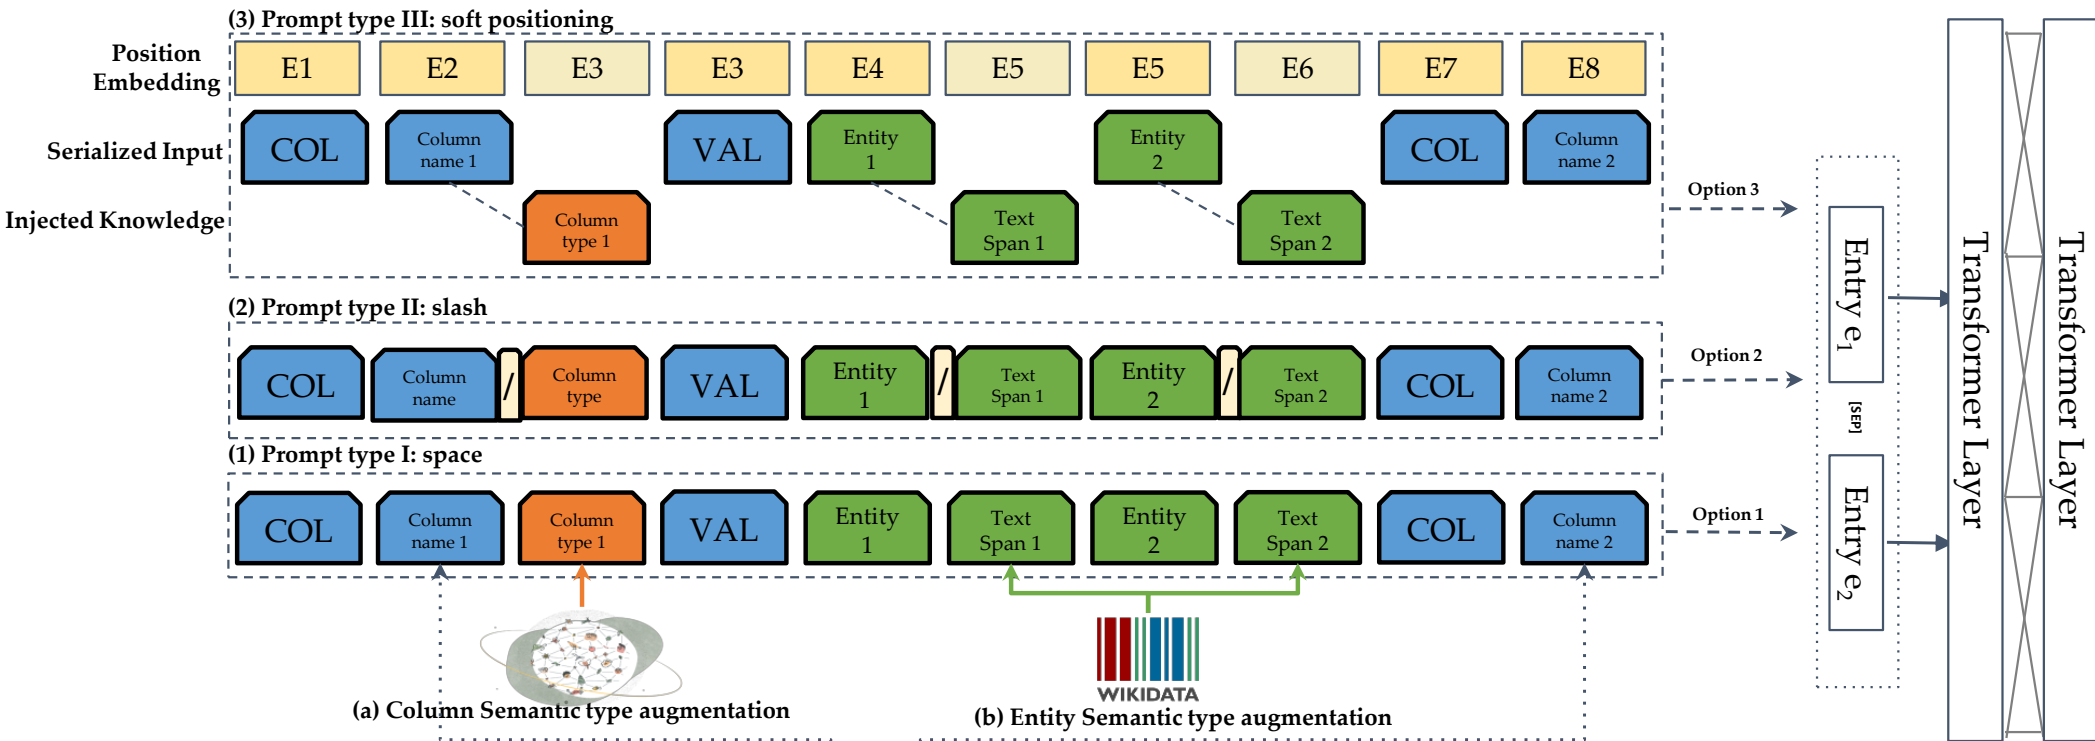 (3) Prompt type III: soft positioning
Position
Embedding
E1 E2 E3 E3 E4 E5 E5 E6 E7 E8
Serialized Input
COL
Column
name 1
VAL
Entity
1
Entity
2
COL
Column
name 2
Injected Knowledge
Column
type 1
Text
Span 1
Text
Span 2
Option 3
(2) Prompt type II: slash
COL
Column
name
/
Column
type
VAL
Entity
1
/
Text
Span 1
Entity
2
/
Text
Span 2
COL
Column
name 2
Option 2
(1) Prompt type I: space
COL
Column
name 1
Column
type 1
VAL
Entity
1
Text
Span 1
Entity
2
Text
Span 2
COL
Column
name 2
Option 1
WIKIDATA
(a) Column Semantic type augmentation
(b) Entity Semantic type augmentation
Entry e1
[SEP]
Entry e2
Transformer Layer
Transformer Layer